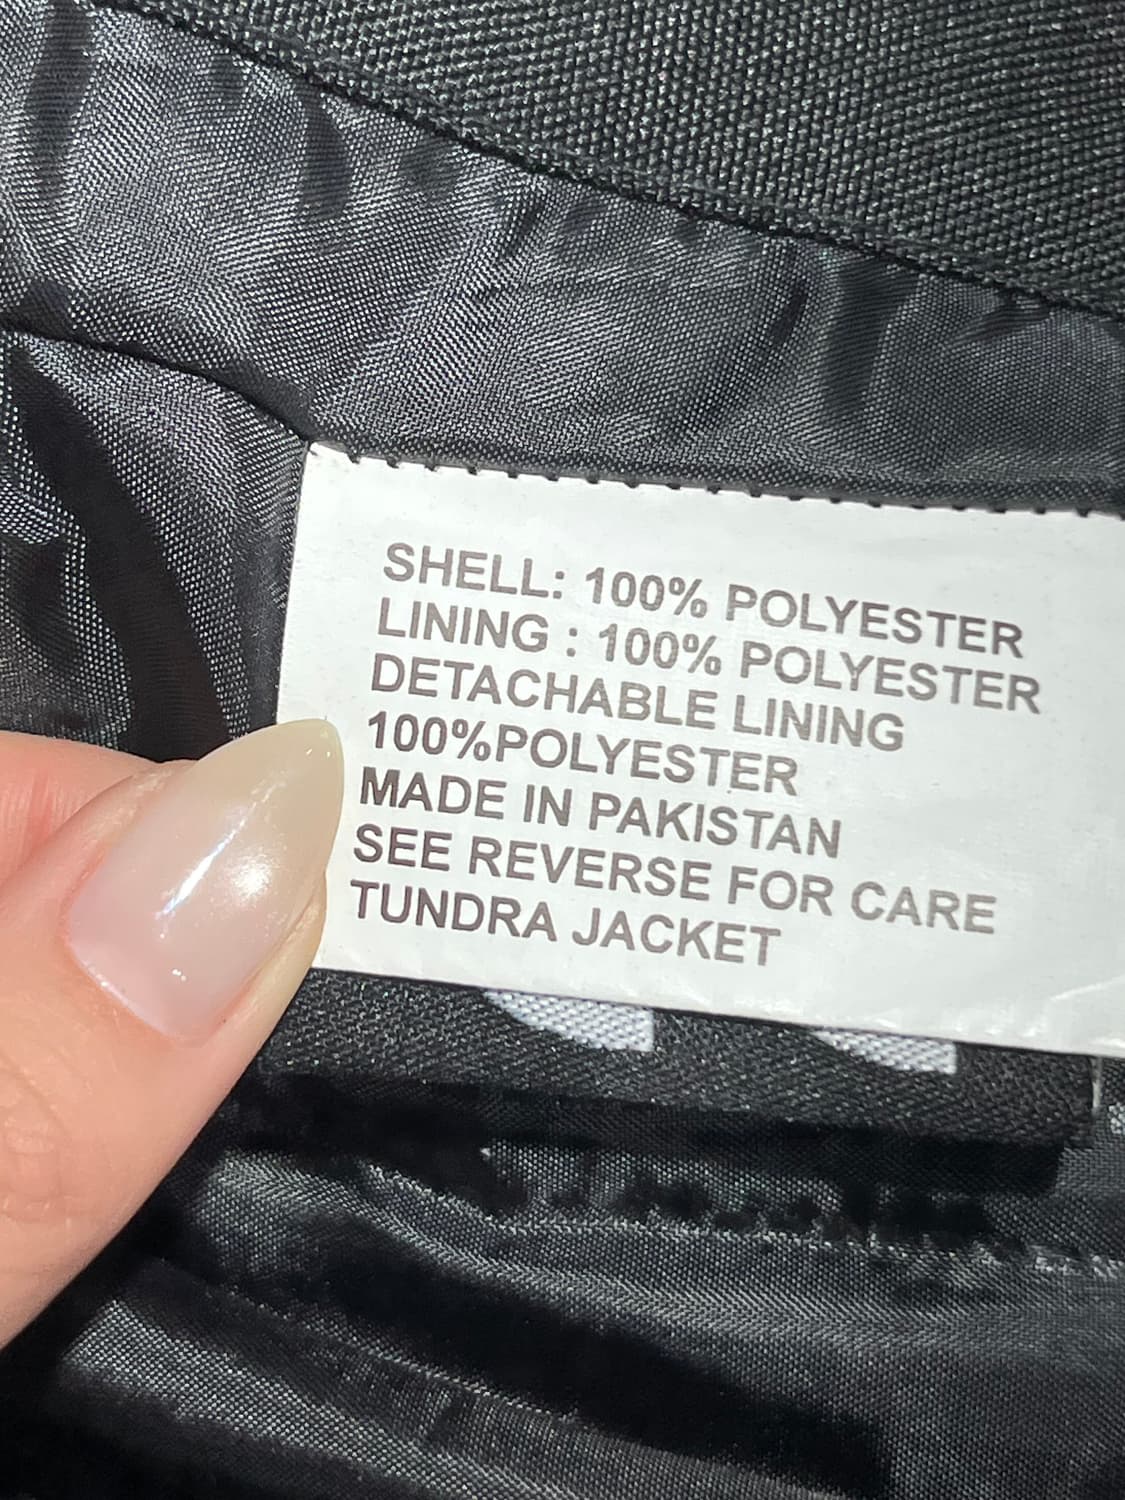 SHELL: 100% POLYESTER
LINING : 100% POLYESTER
DETACHABLE LINING
100%POLYESTER
MADE IN PAKISTAN
SEE REVERSE FOR CARE
TUNDRA JACKET